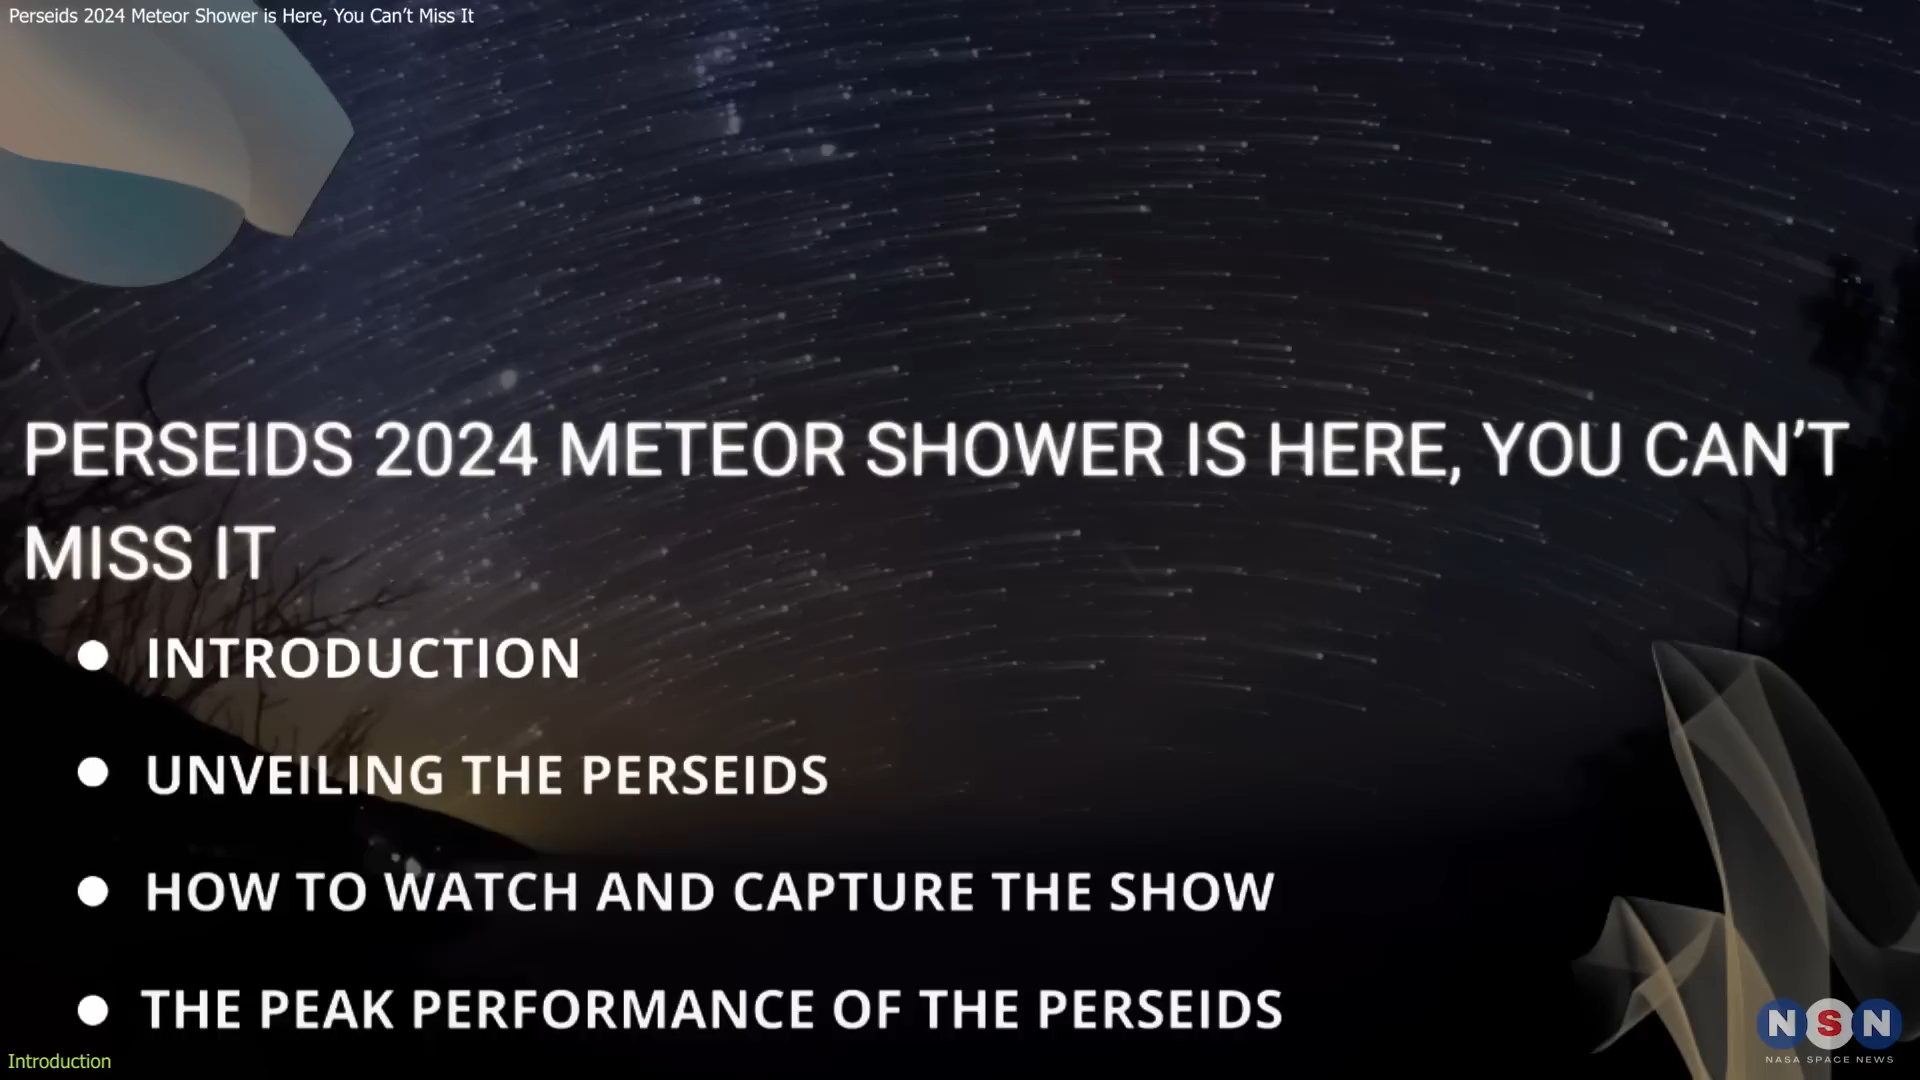 Perseids 2024 Meteor Shower is Here, You Can’t Miss It
PERSEIDS 2024 METEOR SHOWER IS HERE, YOU CAN’T
MISS IT
● INTRODUCTION
● UNVEILING THE PERSEIDS
● HOW TO WATCH AND CAPTURE THE SHOW
● THE PEAK PERFORMANCE OF THE PERSEIDS
NSN
NASA SPACE NEWS
Introduction